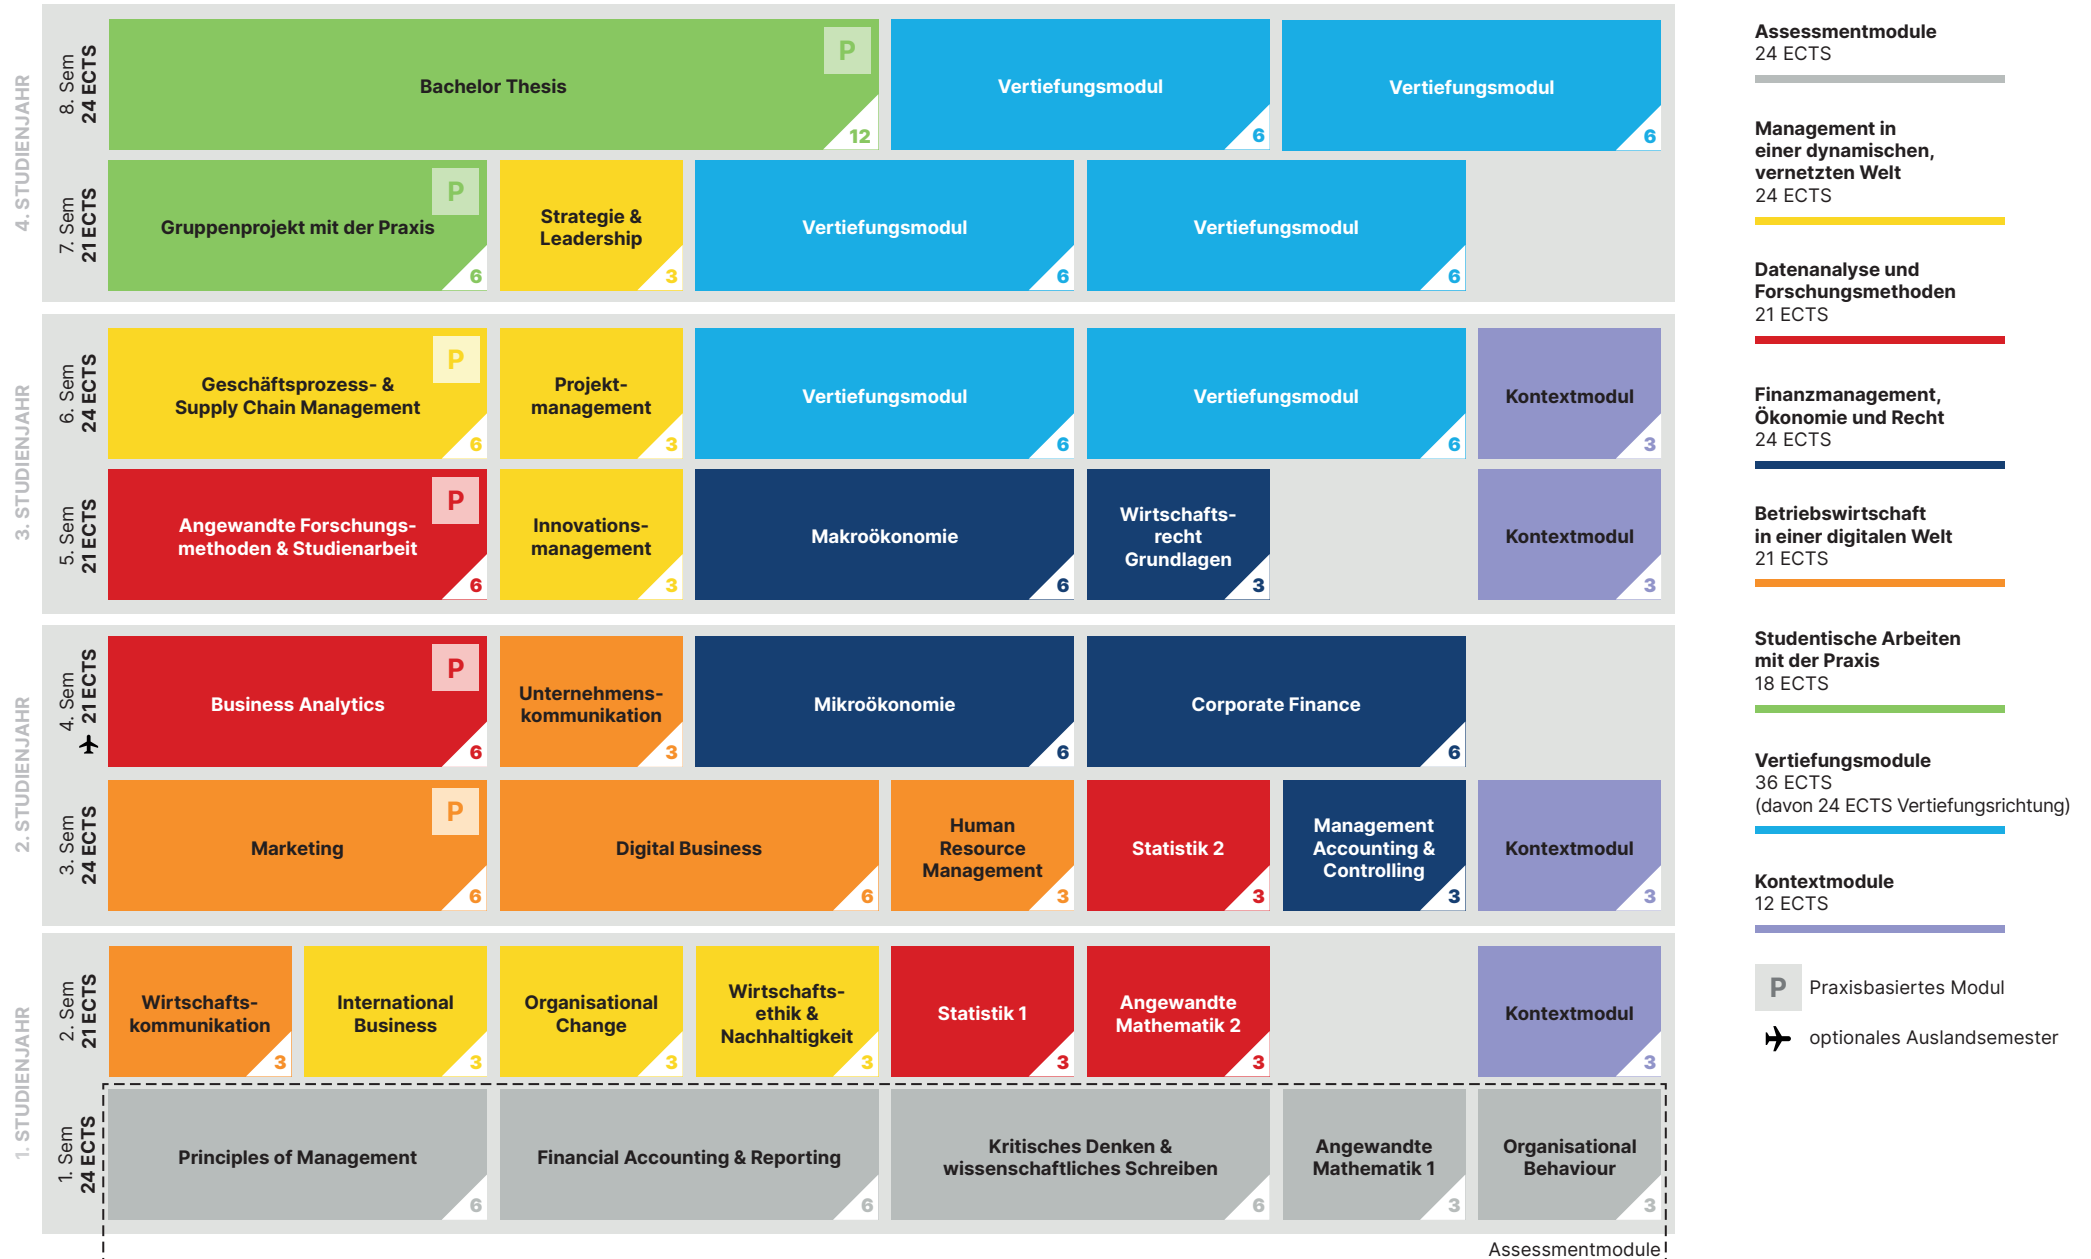 4. STUDIENJAHR
8. Sem
24 ECTS
Bachelor Thesis
P
12
Vertiefungsmodul
6
Vertiefungsmodul
6
7. Sem
21 ECTS
Gruppenprojekt mit der Praxis
P
6
Strategie &
Leadership
3
Vertiefungsmodul
6
Vertiefungsmodul
6
3. STUDIENJAHR
6. Sem
24 ECTS
Geschäftsprozess- &
Supply Chain Management
P
6
Projekt-
management
3
Vertiefungsmodul
6
Vertiefungsmodul
6
Kontextmodul
3
5. Sem
21 ECTS
Angewandte Forschungs-
methoden & Studienarbeit
P
6
Innovations-
management
3
Makroökonomie
6
Wirtschafts-
recht
Grundlagen
3
Kontextmodul
3
2. STUDIENJAHR
4. Sem
21 ECTS
Business Analytics
P
6
Unternehmens-
kommunikation
3
Mikroökonomie
6
Corporate Finance
6
3. Sem
24 ECTS
Marketing
P
6
Digital Business
6
Human
Resource
Management
3
Statistik 2
3
Management
Accounting &
Controlling
3
Kontextmodul
3
1. STUDIENJAHR
2. Sem
21 ECTS
Wirtschafts-
kommunikation
3
International
Business
3
Organisational
Change
3
Wirtschafts-
ethik &
Nachhaltigkeit
3
Statistik 1
3
Angewandte
Mathematik 2
3
Kontextmodul
3
1. Sem
24 ECTS
Principles of Management
6
Financial Accounting & Reporting
6
Kritisches Denken &
wissenschaftliches Schreiben
6
Angewandte
Mathematik 1
3
Organisational
Behaviour
3
Assessmentmodule
Assessmentmodule
24 ECTS
Management in
einer dynamischen,
vernetzten Welt
24 ECTS
Datenanalyse und
Forschungsmethoden
21 ECTS
Finanzmanagement,
Ökonomie und Recht
24 ECTS
Betriebswirtschaft
in einer digitalen Welt
21 ECTS
Studentische Arbeiten
mit der Praxis
18 ECTS
Vertiefungsmodule
36 ECTS
(davon 24 ECTS Vertiefungsrichtung)
Kontextmodule
12 ECTS
P Praxisbasiertes Modul
optionales Auslandsemester